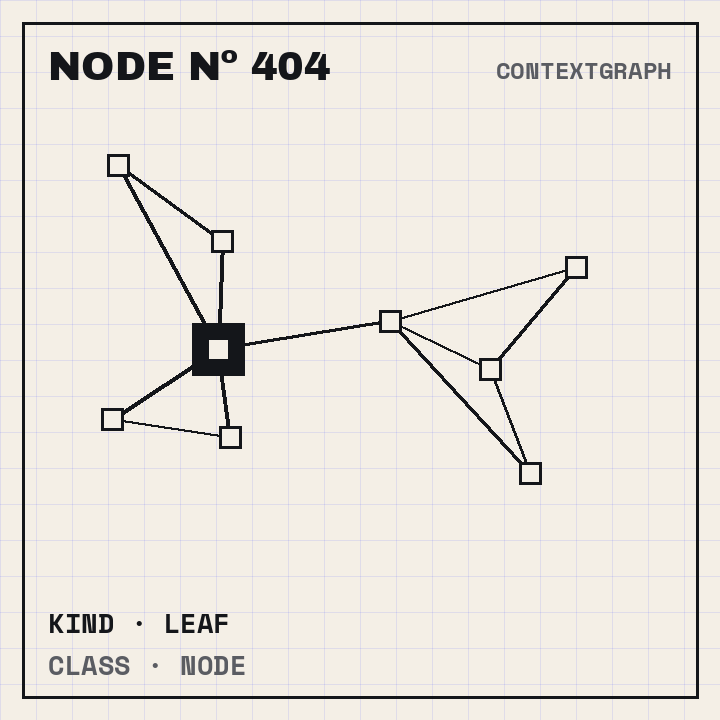 NODE Nº 404
CONTEXTGRAPH
KIND · LEAF
CLASS · NODE